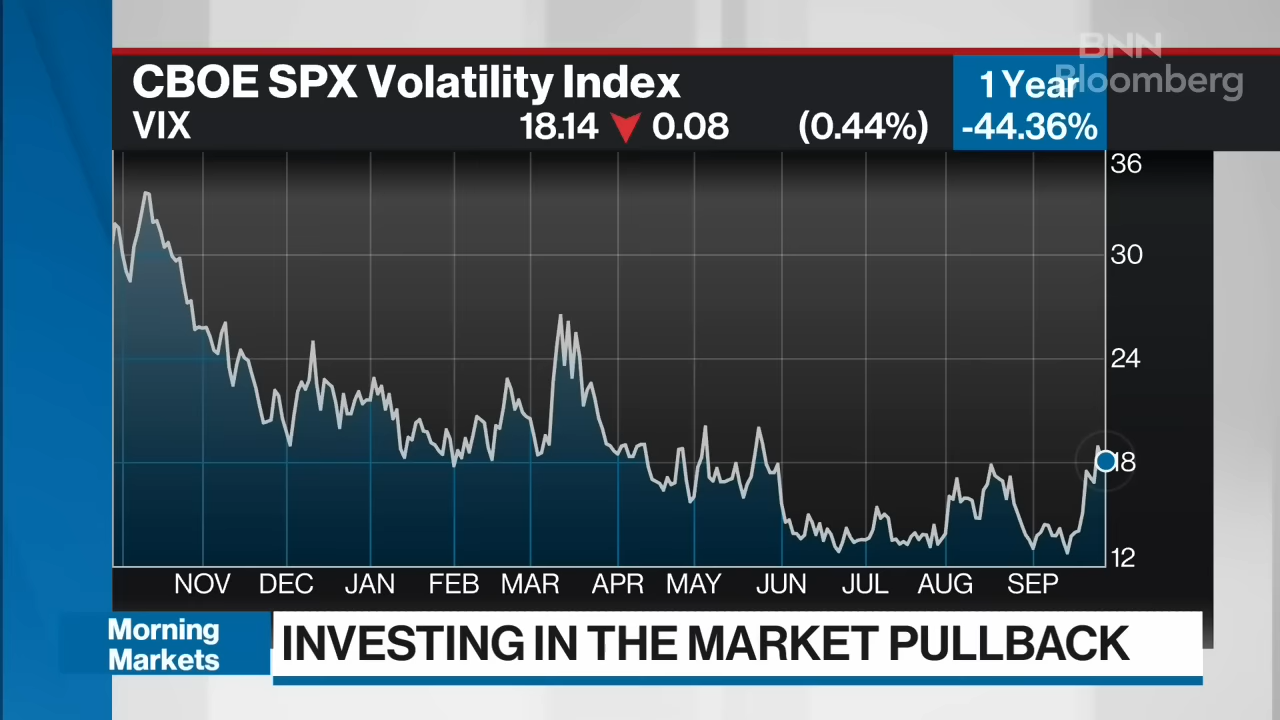 BNN
Bloomberg
CBOE SPX Volatility Index
1 Year
VIX 18.14 ▼ 0.08 (0.44%) -44.36%
36
30
24
18
12
NOV DEC JAN FEB MAR APR MAY JUN JUL AUG SEP
Morning
Markets
INVESTING IN THE MARKET PULLBACK